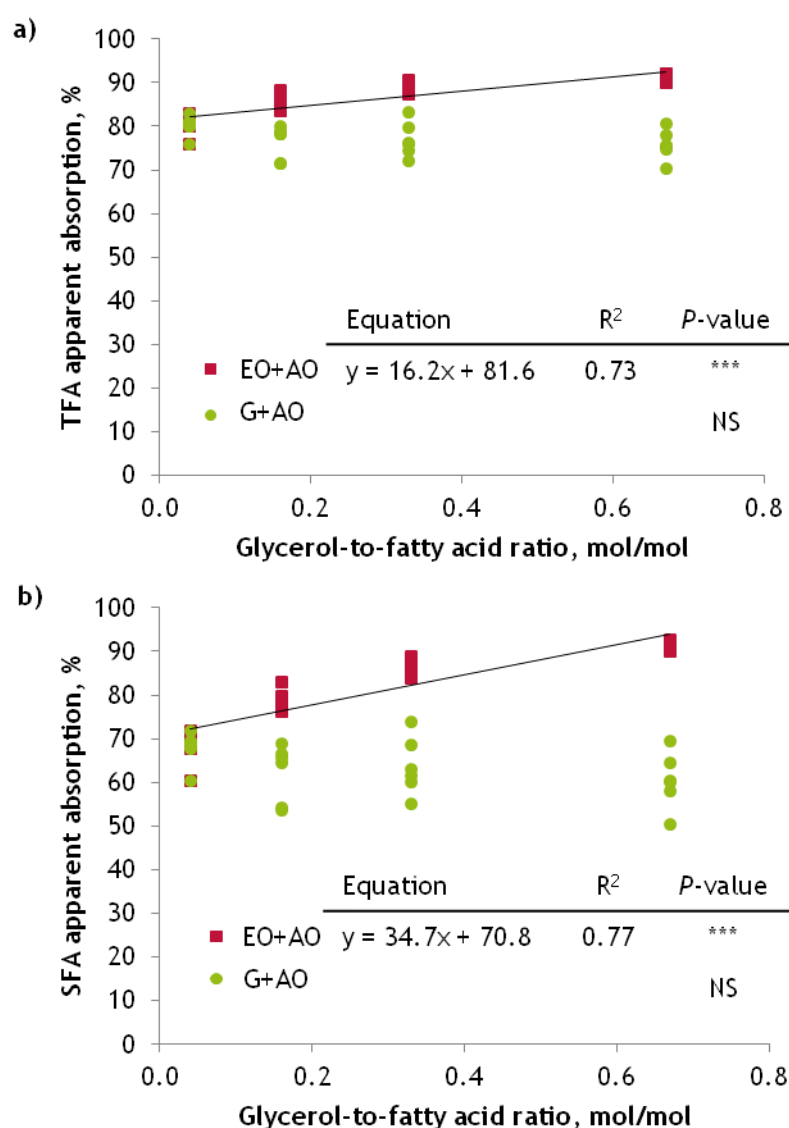 a)
TFA apparent absorption, %
100
90
80
70
60
50
40
30
20
10
0
Equation R² P-value
EO+AO y = 16.2x + 81.6 0.73 ***
G+AO NS
0.0 0.2 0.4 0.6 0.8
Glycerol-to-fatty acid ratio, mol/mol
b)
SFA apparent absorption, %
100
90
80
70
60
50
40
30
20
10
0
Equation R² P-value
EO+AO y = 34.7x + 70.8 0.77 ***
G+AO NS
0.0 0.2 0.4 0.6 0.8
Glycerol-to-fatty acid ratio, mol/mol